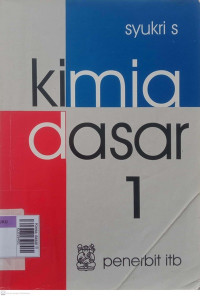 syukri s
kimia
dasar
1
penerbit itb